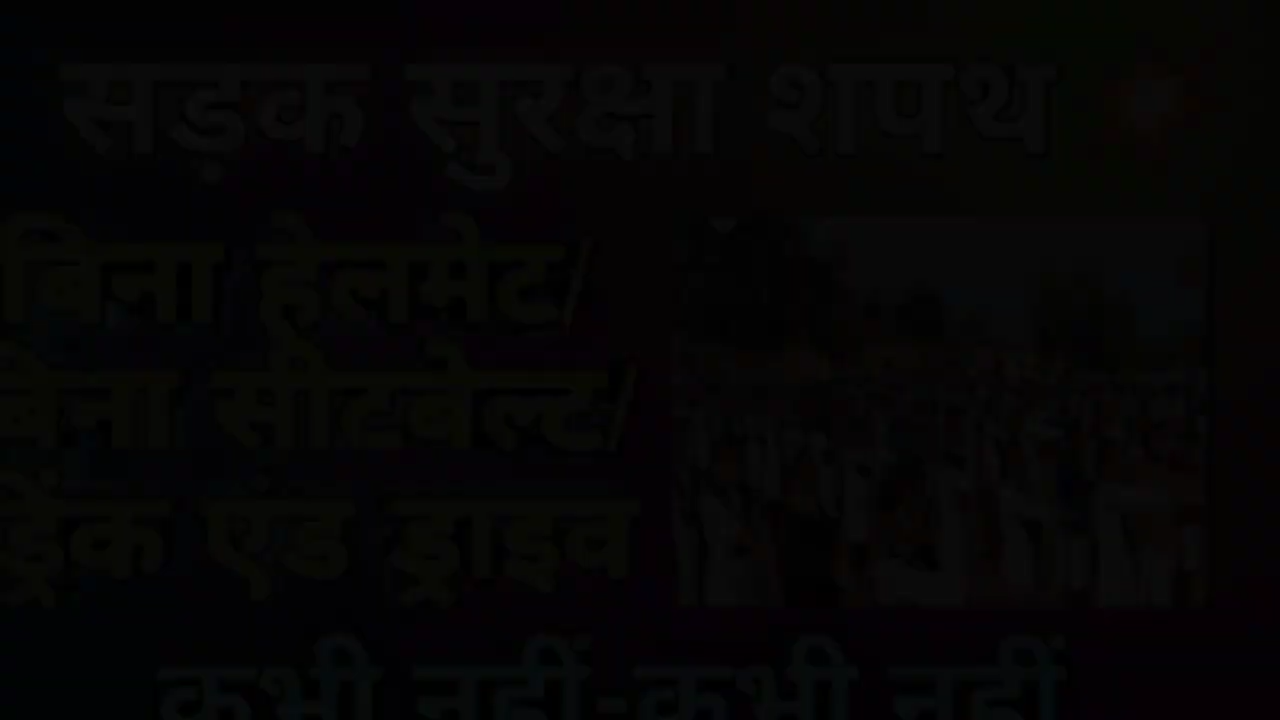 सड़क सुरक्षा शपथ
बिना हेलमेट/
बिना सीटबेल्ट/
ड्रिंक एंड ड्राइव
कभी नहीं-कभी नहीं